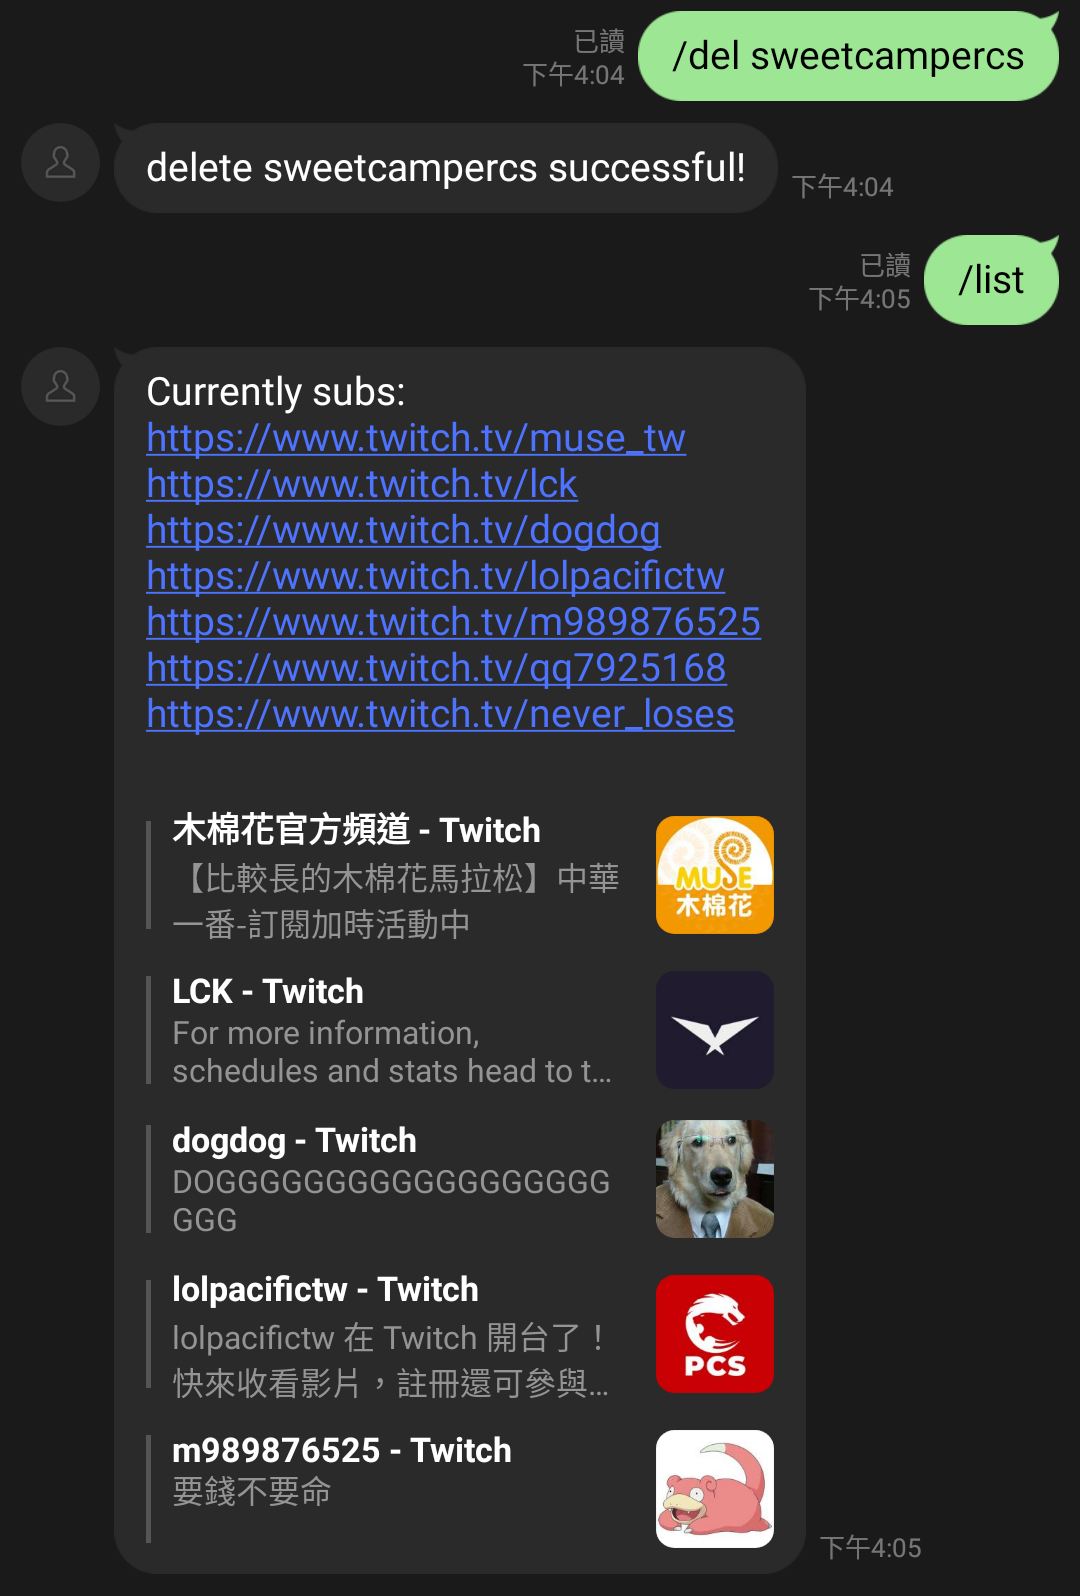 已讀
下午4:04
/del sweetcampercs
delete sweetcampercs successful!
下午4:04
已讀
下午4:05
/list
Currently subs:
https://www.twitch.tv/muse_tw
https://www.twitch.tv/lck
https://www.twitch.tv/dogdog
https://www.twitch.tv/lolpacifictw
https://www.twitch.tv/m989876525
https://www.twitch.tv/qq7925168
https://www.twitch.tv/never_loses
木棉花官方頻道 - Twitch
【比較長的木棉花馬拉松】中華
一番-訂閱加時活動中
MUSE
木棉花
LCK - Twitch
For more information,
schedules and stats head to t...
dogdog - Twitch
DOGGGGGGGGGGGGGGGGGG
GGG
lolpacifictw - Twitch
lolpacifictw 在 Twitch 開台了！
快來收看影片，註冊還可參與...
PCS
m989876525 - Twitch
要錢不要命
下午4:05